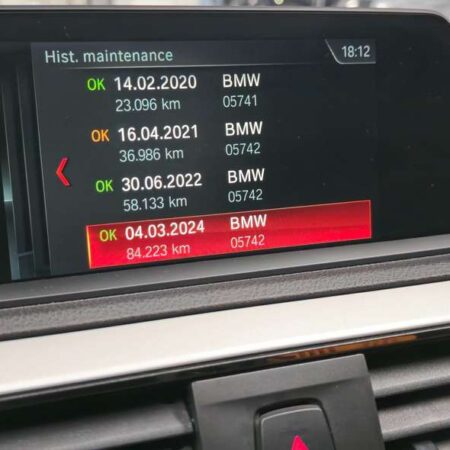 Hist. maintenance 18:12
OK 14.02.2020 BMW
23.096 km 05741
OK 16.04.2021 BMW
36.986 km 05742
OK 30.06.2022 BMW
58.133 km 05742
OK 04.03.2024 BMW
84.223 km 05742